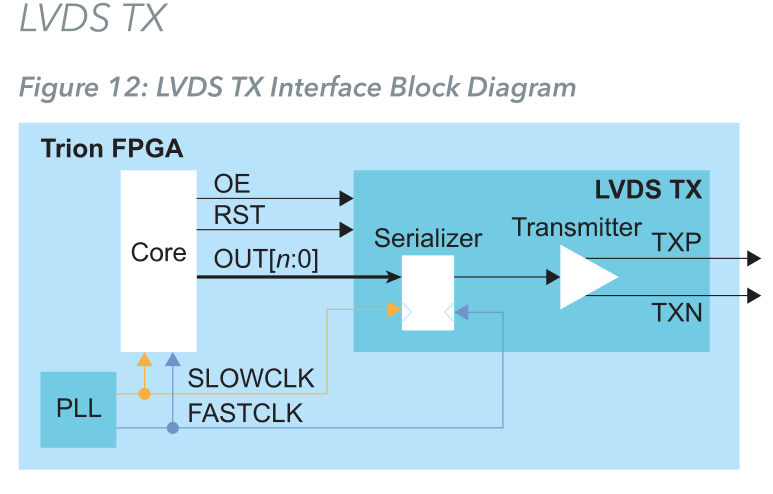 LVDS TX
Figure 12: LVDS TX Interface Block Diagram
Trion FPGA
OE
LVDS TX
RST
Serializer
Transmitter
TXP
Core
OUT[n:0]
TXN
SLOWCLK
PLL
FASTCLK